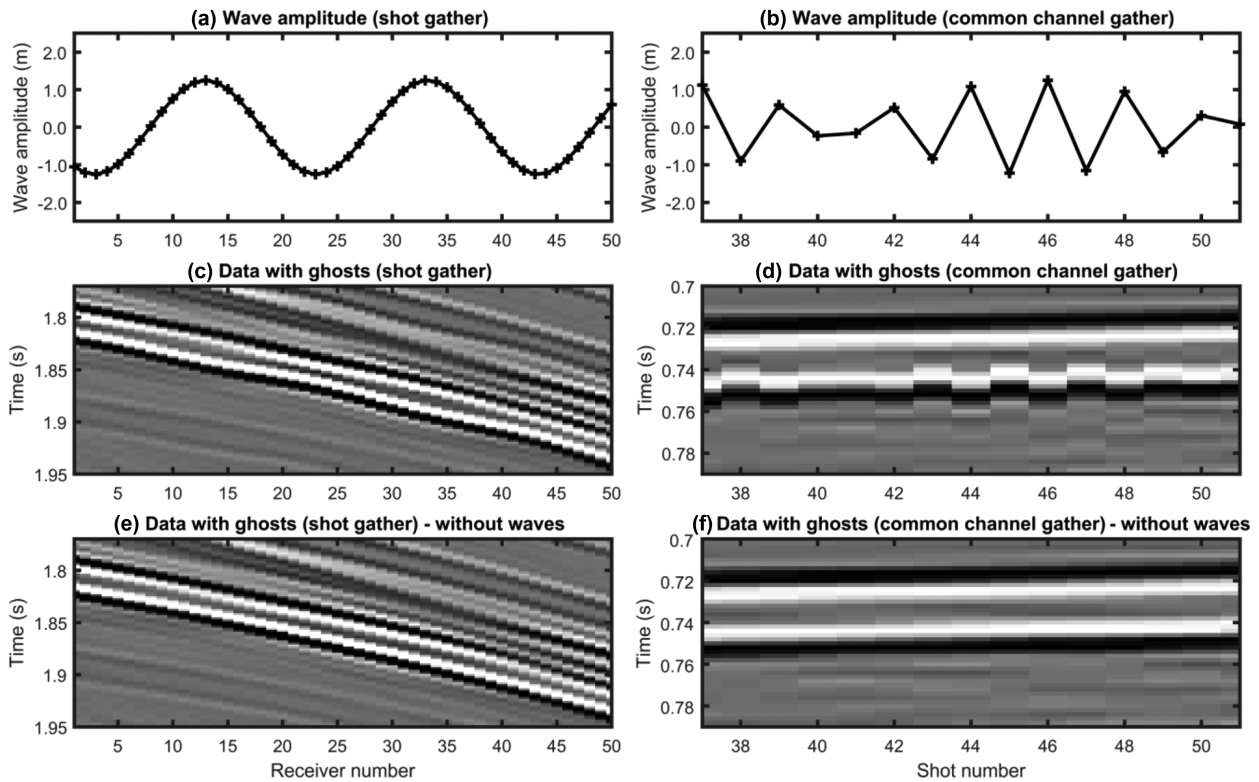 (a) Wave amplitude (shot gather)
Wave amplitude (m)
2.0
1.0
0.0
-1.0
-2.0
5 10 15 20 25 30 35 40 45 50
(b) Wave amplitude (common channel gather)
Wave amplitude (m)
2.0
1.0
0.0
-1.0
-2.0
38 40 42 44 46 48 50
(c) Data with ghosts (shot gather)
Time (s)
1.8
1.85
1.9
1.95
5 10 15 20 25 30 35 40 45 50
(d) Data with ghosts (common channel gather)
Time (s)
0.7
0.72
0.74
0.76
0.78
38 40 42 44 46 48 50
(e) Data with ghosts (shot gather) - without waves
Time (s)
1.8
1.85
1.9
1.95
5 10 15 20 25 30 35 40 45 50
Receiver number
(f) Data with ghosts (common channel gather) - without waves
Time (s)
0.7
0.72
0.74
0.76
0.78
38 40 42 44 46 48 50
Shot number